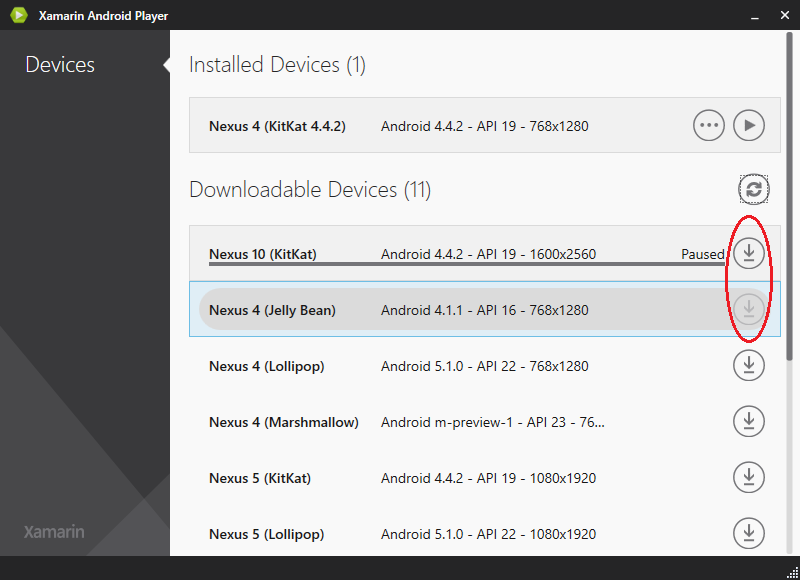 Xamarin Android Player
Devices
Installed Devices (1)
Nexus 4 (KitKat 4.4.2) Android 4.4.2 - API 19 - 768x1280
Downloadable Devices (11)
Nexus 10 (KitKat) Android 4.4.2 - API 19 - 1600x2560 Paused
Nexus 4 (Jelly Bean) Android 4.1.1 - API 16 - 768x1280
Nexus 4 (Lollipop) Android 5.1.0 - API 22 - 768x1280
Nexus 4 (Marshmallow) Android m-preview-1 - API 23 - 76...
Nexus 5 (KitKat) Android 4.4.2 - API 19 - 1080x1920
Nexus 5 (Lollipop) Android 5.1.0 - API 22 - 1080x1920
Xamarin